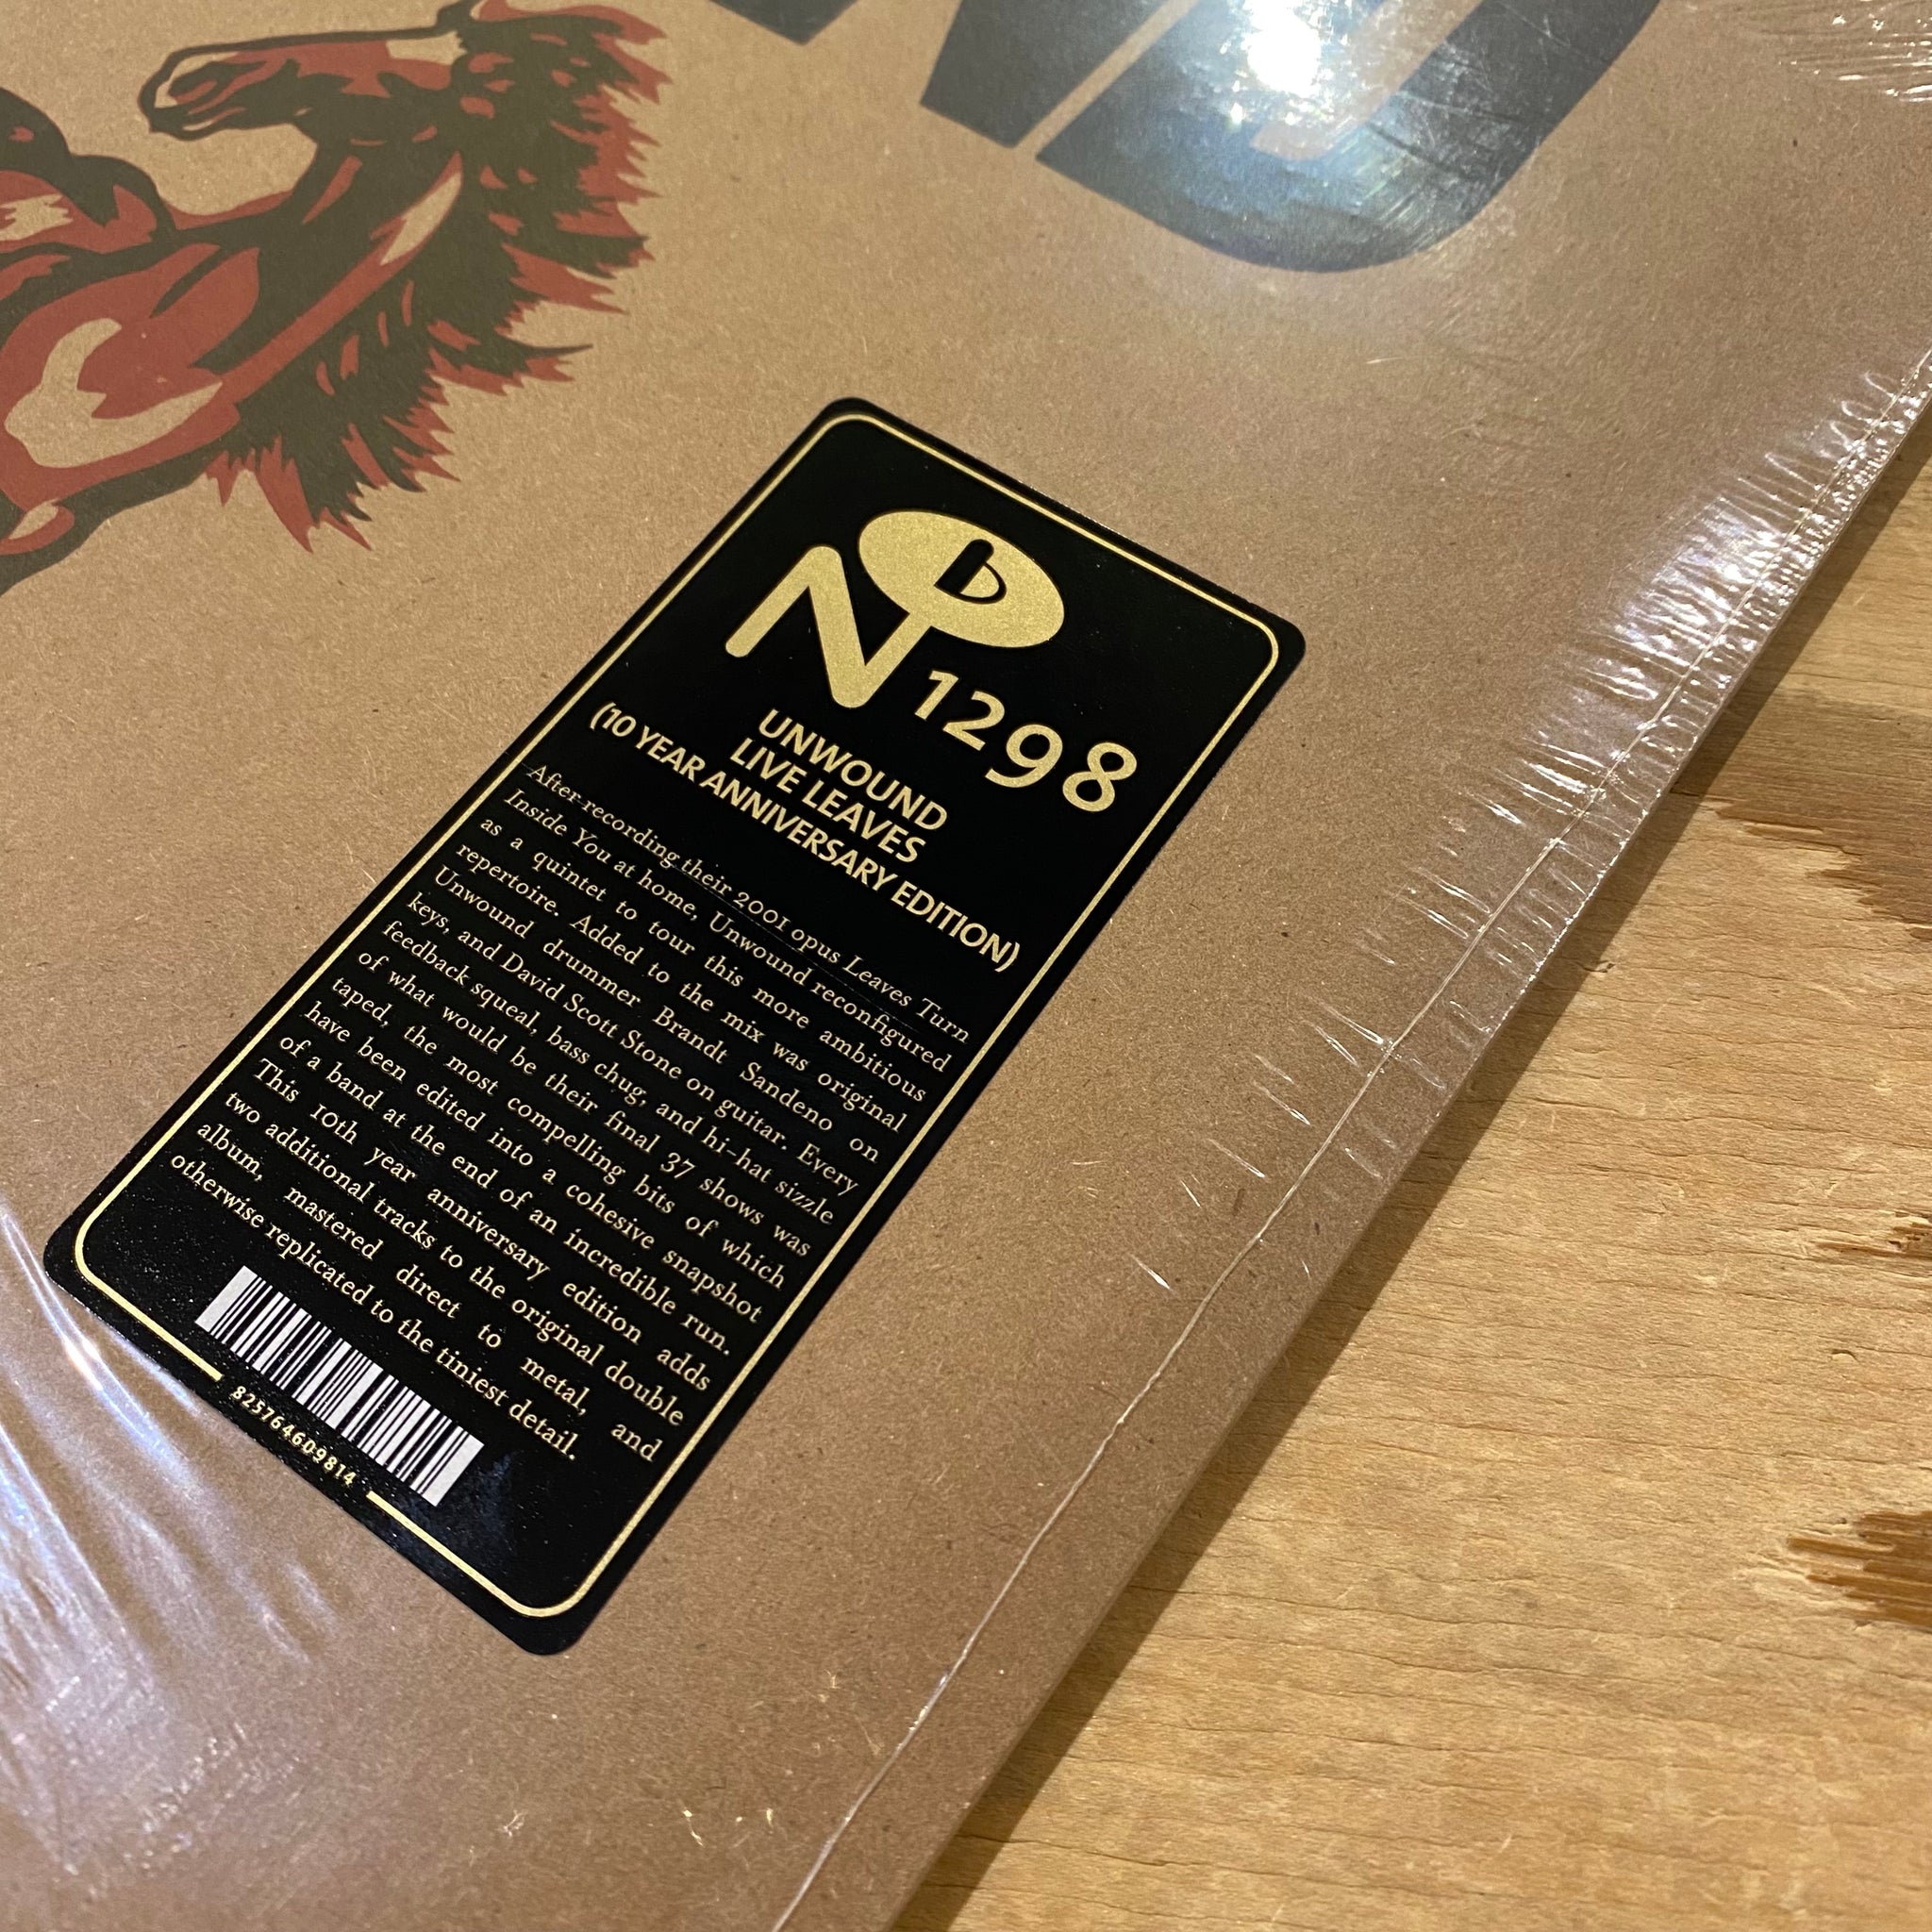 ND
N b 1298
UNWOUND
LIVE LEAVES
(10 YEAR ANNIVERSARY EDITION)
After recording their 2001 opus Leaves Turn
Inside You at home, Unwound reconfigured
as a quintet to tour this more ambitious
repertoire. Added to the mix was original
Unwound drummer Brandt Sandeno on
keys, and David Scott Stone on guitar. Every
feedback squeal, bass chug, and hi-hat sizzle
of what would be their final 37 shows was
taped, the most compelling bits of which
have been edited into a cohesive snapshot
of a band at the end of an incredible run.
This 10th year anniversary edition adds
two additional tracks to the original double
album, mastered direct to metal, and
otherwise replicated to the tiniest detail.
825764609814